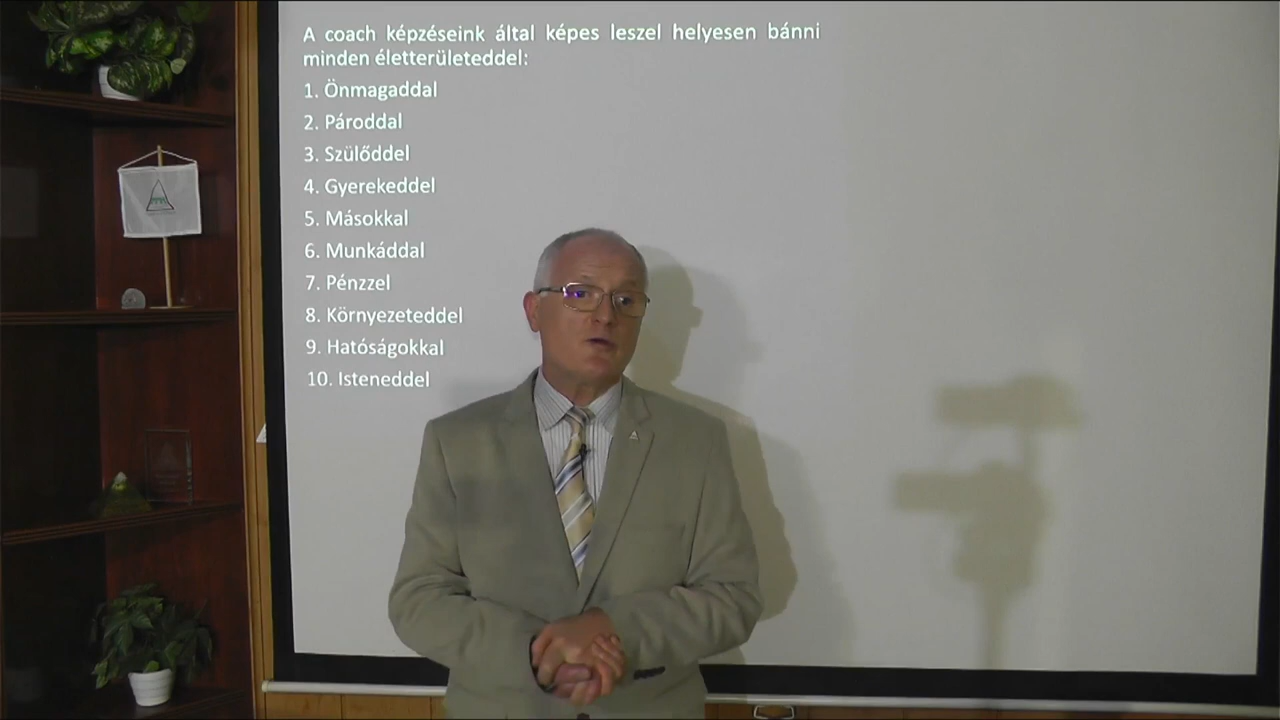 A coach képzéseink által képes leszel helyesen bánni
minden életterületeddel:
1. Önmagaddal
2. Pároddal
3. Szülőddel
4. Gyerekeddel
5. Másokkal
6. Munkáddal
7. Pénzzel
8. Környezeteddel
9. Hatóságokkal
10. Isteneddel